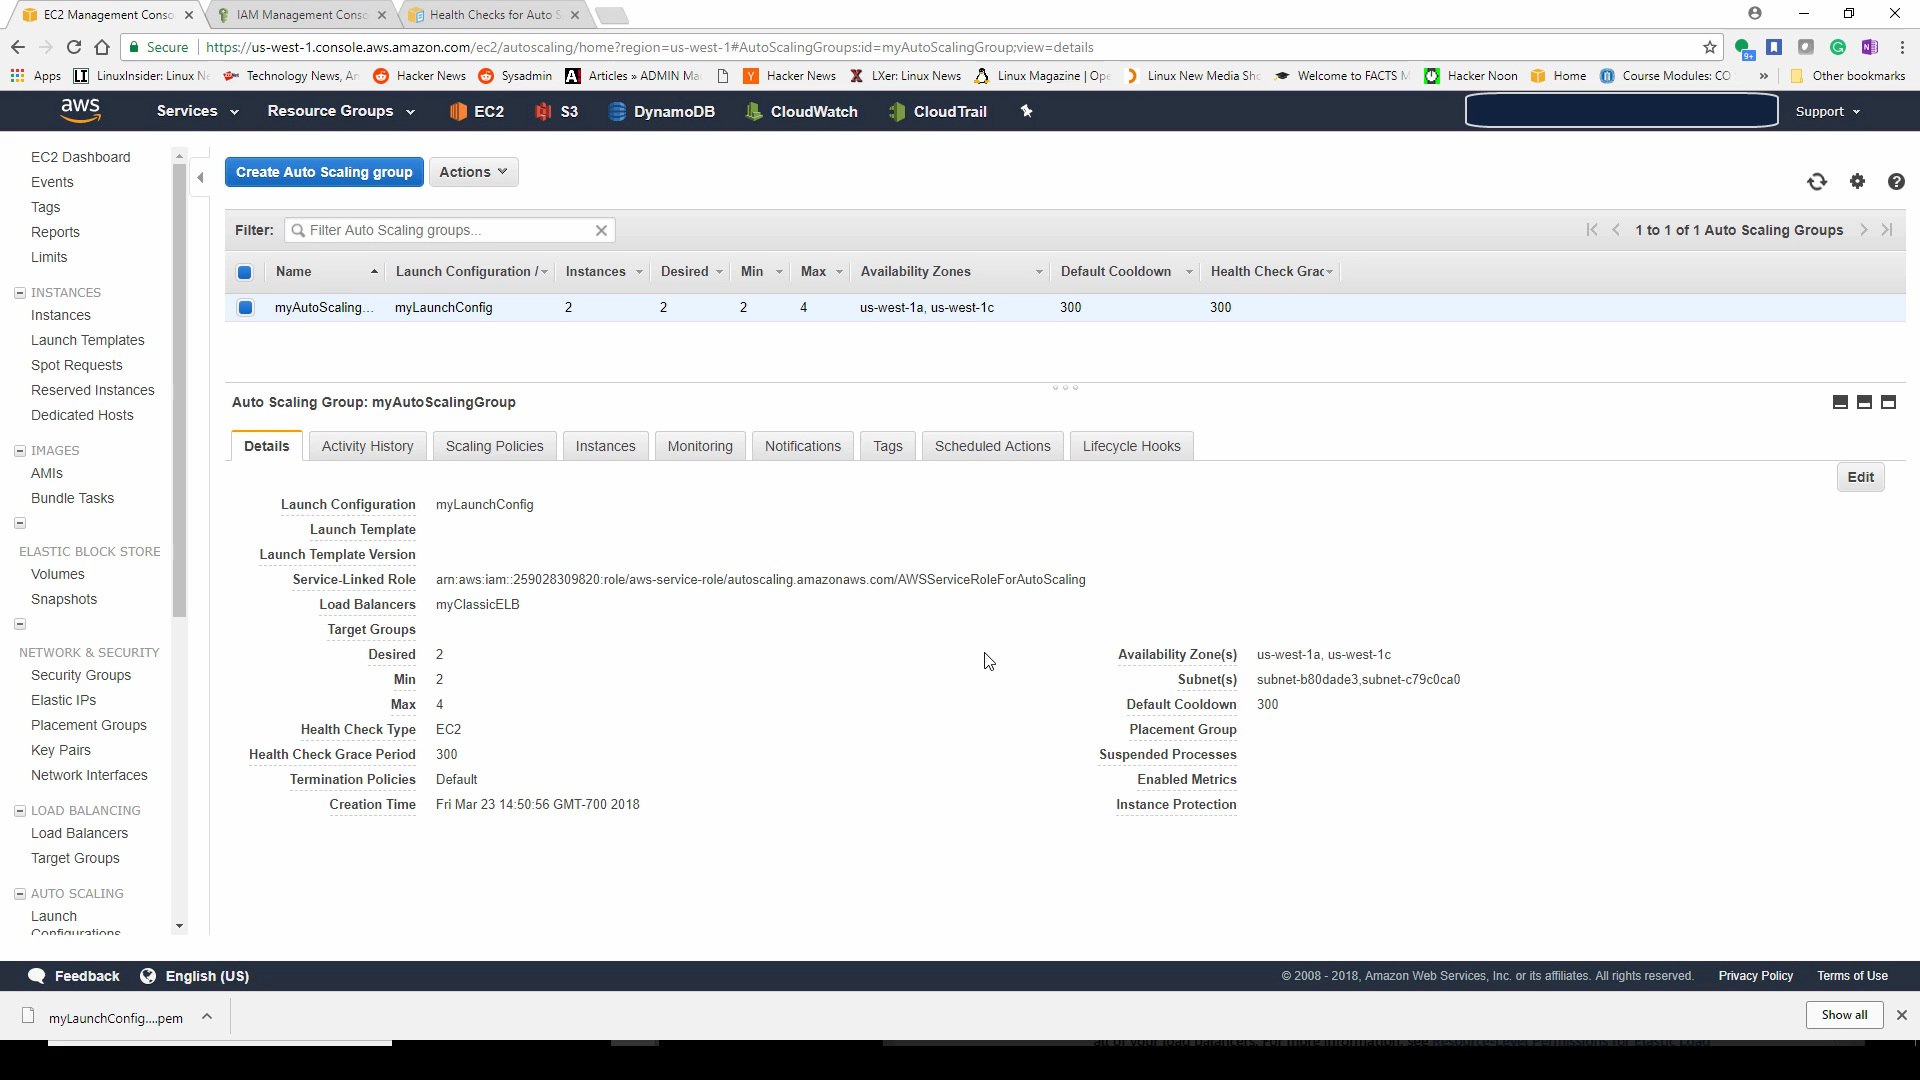 EC2 Management Conso
IAM Management Conso
Health Checks for Auto S
Secure
https://us-west-1.console.aws.amazon.com/ec2/autoscaling/home?region=us-west-1#AutoScalingGroups:id=myAutoScalingGroup;view=details
Apps
LinuxInsider: Linux N
Technology News, An
Hacker News
Sysadmin
Articles » ADMIN Ma
Hacker News
LXer: Linux News
Linux Magazine | Ope
Linux New Media Sh
Welcome to FACTS M
Hacker Noon
Home
Course Modules: CO
»
Other bookmarks
aws
Services
Resource Groups
EC2
S3
DynamoDB
CloudWatch
CloudTrail
Support
EC2 Dashboard
Events
Tags
Reports
Limits
INSTANCES
Instances
Launch Templates
Spot Requests
Reserved Instances
Dedicated Hosts
IMAGES
AMIs
Bundle Tasks
ELASTIC BLOCK STORE
Volumes
Snapshots
NETWORK & SECURITY
Security Groups
Elastic IPs
Placement Groups
Key Pairs
Network Interfaces
LOAD BALANCING
Load Balancers
Target Groups
AUTO SCALING
Launch
Configurations
Create Auto Scaling group
Actions
Filter:
Filter Auto Scaling groups...
1 to 1 of 1 Auto Scaling Groups
Name
Launch Configuration /
Instances
Desired
Min
Max
Availability Zones
Default Cooldown
Health Check Grac
myAutoScaling...
myLaunchConfig
2
2
2
4
us-west-1a, us-west-1c
300
300
Auto Scaling Group: myAutoScalingGroup
Details
Activity History
Scaling Policies
Instances
Monitoring
Notifications
Tags
Scheduled Actions
Lifecycle Hooks
Edit
Launch Configuration myLaunchConfig
Launch Template
Launch Template Version
Service-Linked Role arn:aws:iam::259028309820:role/aws-service-role/autoscaling.amazonaws.com/AWSServiceRoleForAutoScaling
Load Balancers myClassicELB
Target Groups
Desired 2
Min 2
Max 4
Health Check Type EC2
Health Check Grace Period 300
Termination Policies Default
Creation Time Fri Mar 23 14:50:56 GMT-700 2018
Availability Zone(s) us-west-1a, us-west-1c
Subnet(s) subnet-b80dade3,subnet-c79c0ca0
Default Cooldown 300
Placement Group
Suspended Processes
Enabled Metrics
Instance Protection
Feedback
English (US)
© 2008 - 2018, Amazon Web Services, Inc. or its affiliates. All rights reserved.
Privacy Policy
Terms of Use
myLaunchConfig....pem
Show all